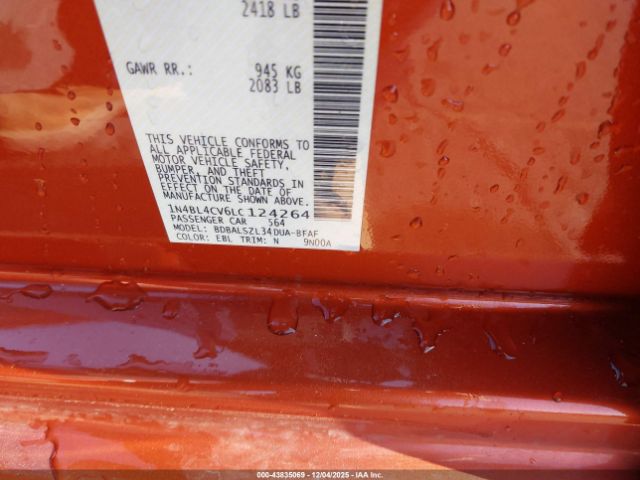 2418 LB
GAWR RR.: 945 KG
2083 LB
THIS VEHICLE CONFORMS TO
ALL APPLICABLE FEDERAL
MOTOR VEHICLE SAFETY,
BUMPER, AND THEFT
PREVENTION STANDARDS IN
EFFECT ON THE DATE OF
MANUFACTURE SHOWN ABOVE.
1N4BL4CV6LC124264
PASSENGER CAR 564
MODEL: BDBALSZL34DUA-BFAF
COLOR: EBL TRIM: N 9N00A
000-43835069 - 12/04/2025 - IAA Inc.